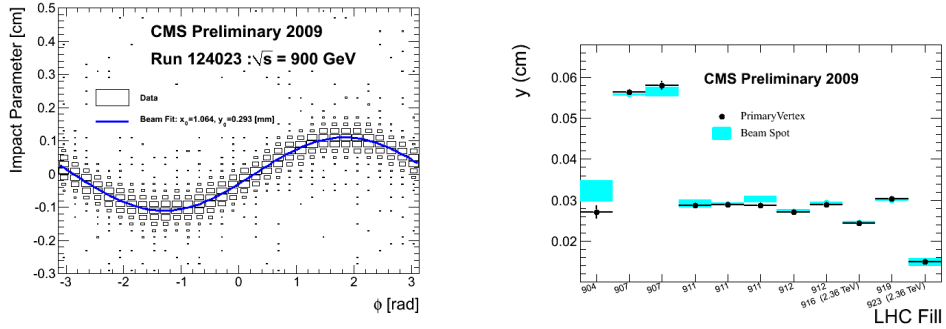 Impact Parameter [cm]
0.5
0.4
0.3
0.2
0.1
0
-0.1
-0.2
-0.3
CMS Preliminary 2009
Run 124023 :√s = 900 GeV
Data
Beam Fit: x₀=1.064, y₀=0.293 [mm]
-3 -2 -1 0 1 2 3
ϕ [rad]
y (cm)
0.06
0.05
0.04
0.03
0.02
CMS Preliminary 2009
PrimaryVertex
Beam Spot
904 907 907 911 911 911 912 912 916 (2.36 TeV) 919 923 (2.36 TeV)
LHC Fill